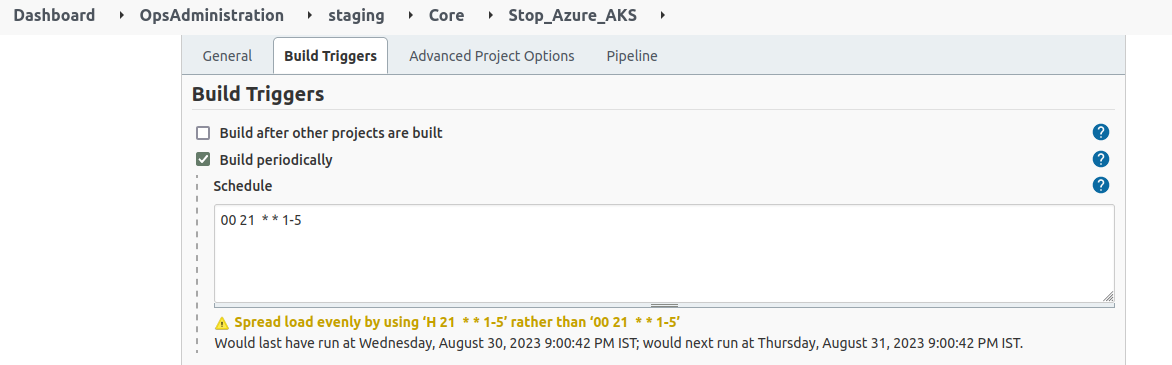 Dashboard OpsAdministration staging Core Stop_Azure_AKS
General Build Triggers Advanced Project Options Pipeline
Build Triggers
Build after other projects are built ?
Build periodically ?
Schedule ?
00 21  * * 1-5
Spread load evenly by using ‘H 21  * * 1-5’ rather than ‘00 21  * * 1-5’
Would last have run at Wednesday, August 30, 2023 9:00:42 PM IST; would next run at Thursday, August 31, 2023 9:00:42 PM IST.